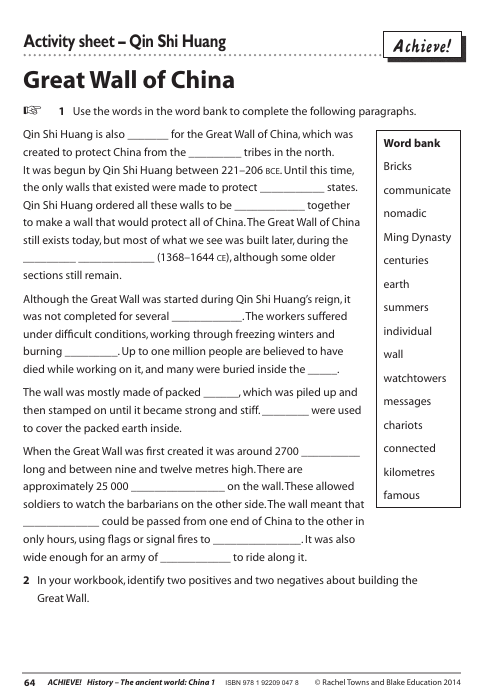 Activity sheet – Qin Shi Huang
Achieve!
Great Wall of China
1 Use the words in the word bank to complete the following paragraphs.
Qin Shi Huang is also _______ for the Great Wall of China, which was
created to protect China from the _________ tribes in the north.
It was begun by Qin Shi Huang between 221–206 BCE. Until this time,
the only walls that existed were made to protect ___________ states.
Qin Shi Huang ordered all these walls to be ____________ together
to make a wall that would protect all of China. The Great Wall of China
still exists today, but most of what we see was built later, during the
_________ _____________ (1368–1644 CE), although some older
sections still remain.
Although the Great Wall was started during Qin Shi Huang’s reign, it
was not completed for several ____________. The workers suffered
under difficult conditions, working through freezing winters and
burning _________. Up to one million people are believed to have
died while working on it, and many were buried inside the _____.
The wall was mostly made of packed ______, which was piled up and
then stamped on until it became strong and stiff. ________ were used
to cover the packed earth inside.
When the Great Wall was first created it was around 2700 __________
long and between nine and twelve metres high. There are
approximately 25 000 ________________ on the wall. These allowed
soldiers to watch the barbarians on the other side. The wall meant that
_____________ could be passed from one end of China to the other in
only hours, using flags or signal fires to _______________. It was also
wide enough for an army of ____________ to ride along it.
Word bank
Bricks
communicate
nomadic
Ming Dynasty
centuries
earth
summers
individual
wall
watchtowers
messages
chariots
connected
kilometres
famous
2 In your workbook, identify two positives and two negatives about building the
Great Wall.
64 ACHIEVE! History – The ancient world: China 1 ISBN 978 1 92209 047 8 © Rachel Towns and Blake Education 2014